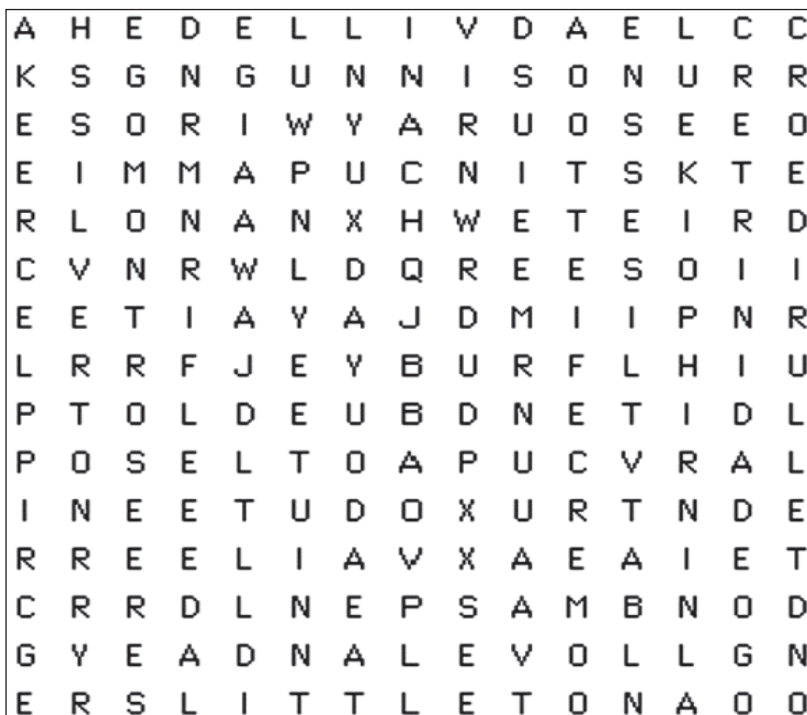 A H E D E L L I V D A E L C C
K S G N G U N N I S O N U R R
E S O R I W Y A R U O S E E O
E I M M A P U C N I T S K T E
R L O N A N X H W E T E I R D
C V N R W L D Q R E E S O I I
E E T I A Y A J D M I I P N R
L R R F J E Y B U R F L H I U
P T O L D E U B D N E T I D L
P O S E L T O A P U C V R A L
I N E E T U D O X U R T N D E
R R E E L I A V X A E A I E T
C R R D L N E P S A M B N O D
G Y E A D N A L E V O L L G N
E R S L I T T L E T O N A O O